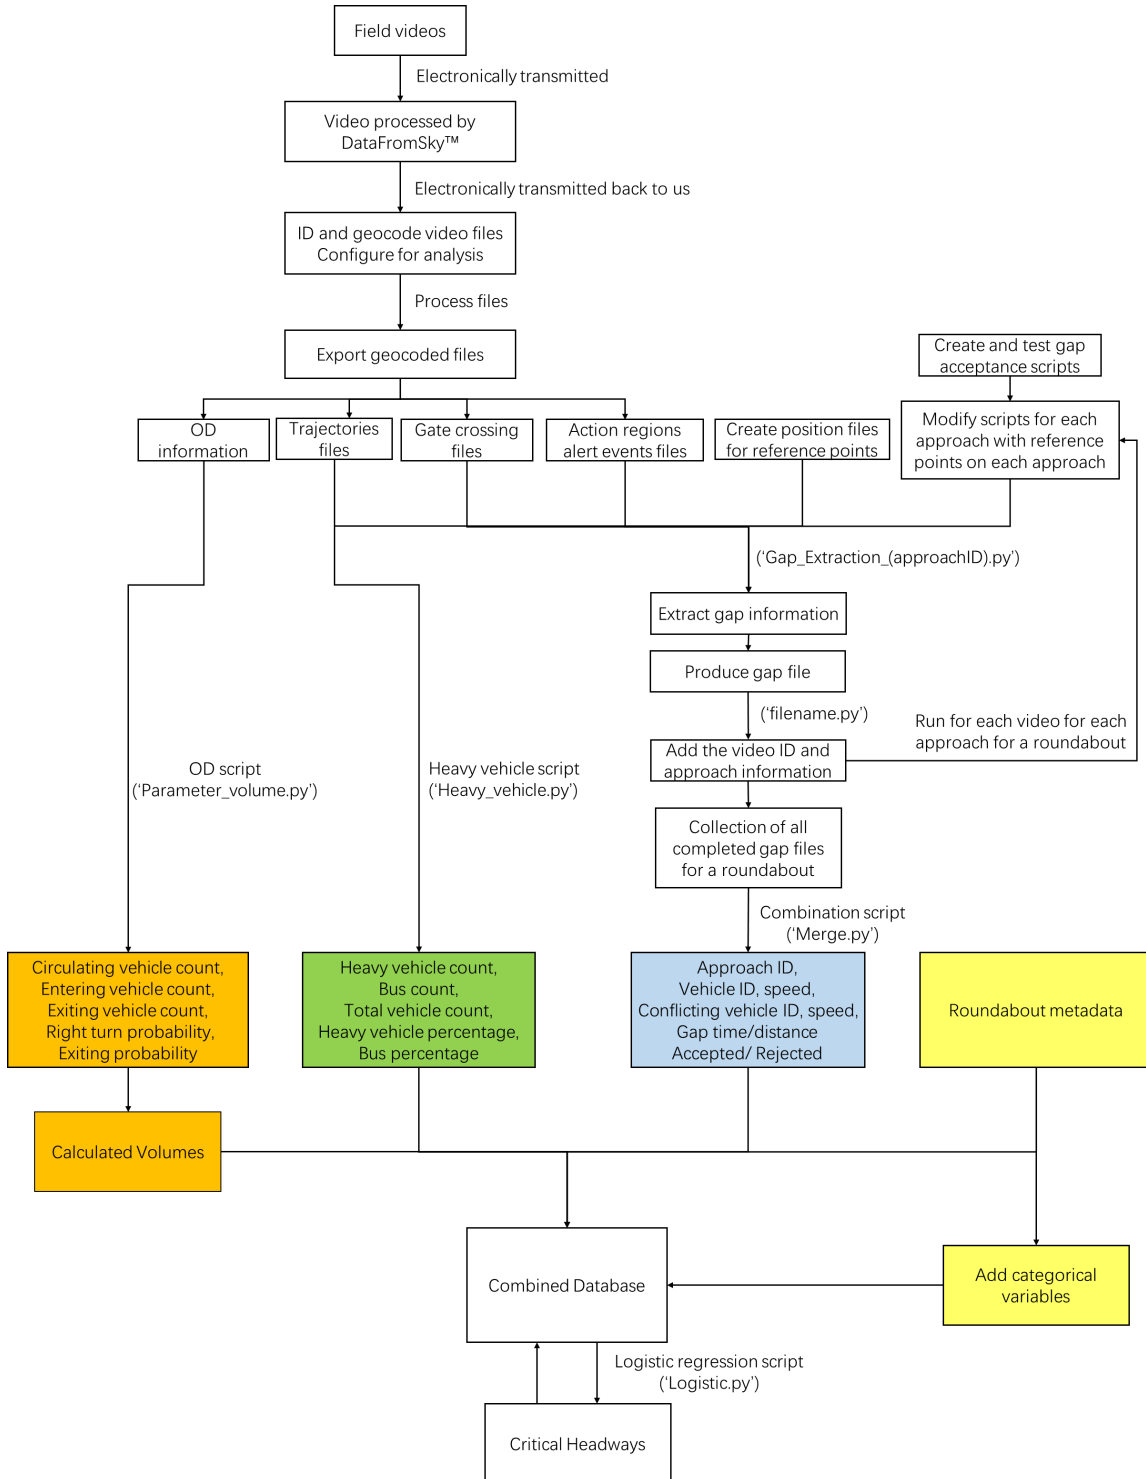 Field videos
Electronically transmitted
Video processed by
DataFromSky™
Electronically transmitted back to us
ID and geocode video files
Configure for analysis
Process files
Export geocoded files
Create and test gap
acceptance scripts
OD
information
Trajectories
files
Gate crossing
files
Action regions
alert events files
Create position files
for reference points
Modify scripts for each
approach with reference
points on each approach
(‘Gap_Extraction_(approachID).py’)
Extract gap information
Produce gap file
(‘filename.py’)
Add the video ID and
approach information
Run for each video for each
approach for a roundabout
OD script
(‘Parameter_volume.py’)
Heavy vehicle script
(‘Heavy_vehicle.py’)
Collection of all
completed gap files
for a roundabout
Combination script
(‘Merge.py’)
Circulating vehicle count,
Entering vehicle count,
Exiting vehicle count,
Right turn probability,
Exiting probability
Heavy vehicle count,
Bus count,
Total vehicle count,
Heavy vehicle percentage,
Bus percentage
Approach ID,
Vehicle ID, speed,
Conflicting vehicle ID, speed,
Gap time/distance
Accepted/ Rejected
Roundabout metadata
Calculated Volumes
Combined Database
Add categorical
variables
Logistic regression script
(‘Logistic.py’)
Critical Headways